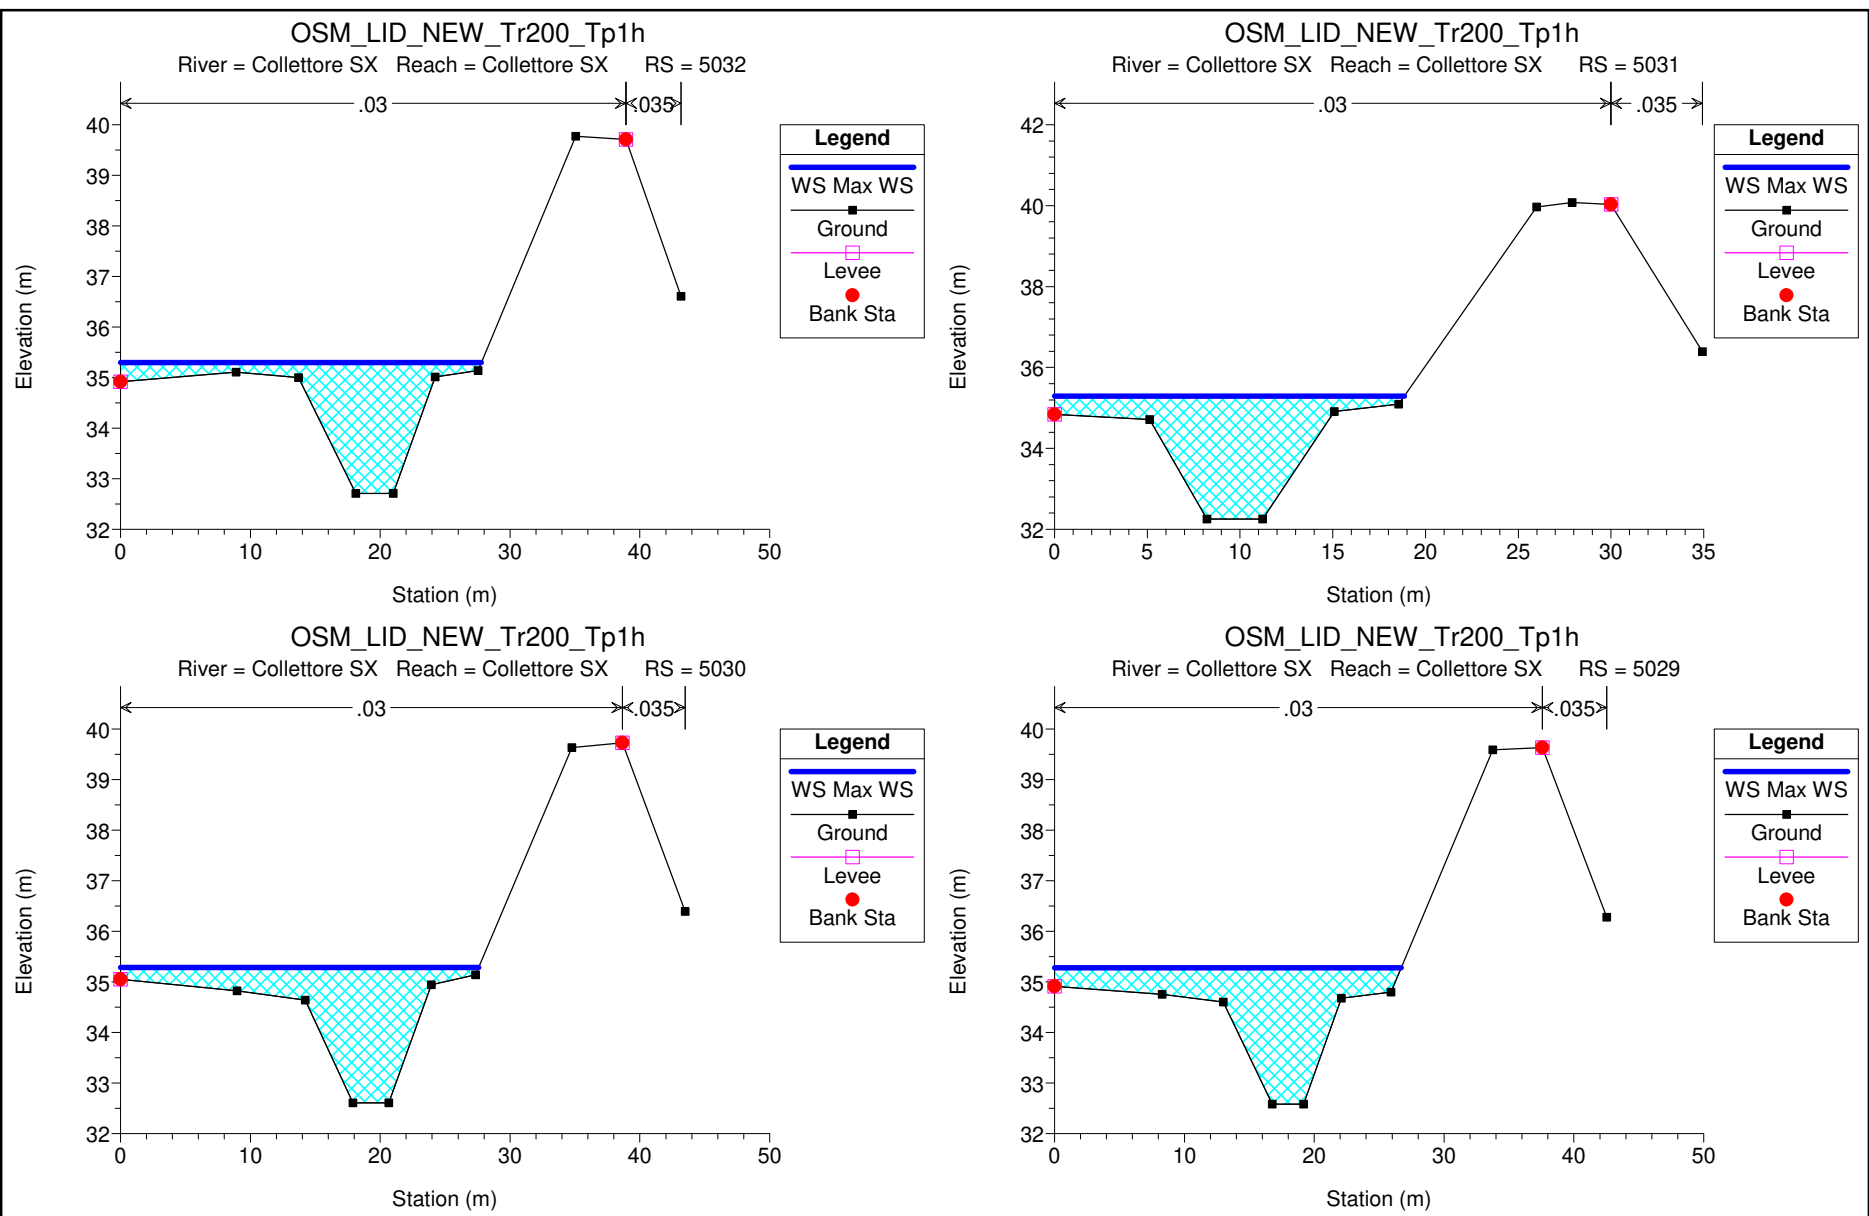 OSM_LID_NEW_Tr200_Tp1h
River = Collettore SX   Reach = Collettore SX   RS = 5032
.03
.035
40
39
38
37
36
35
34
33
32
Elevation (m)
0 10 20 30 40 50
Station (m)
Legend
WS Max WS
Ground
Levee
Bank Sta
OSM_LID_NEW_Tr200_Tp1h
River = Collettore SX   Reach = Collettore SX   RS = 5031
.03
.035
42
40
38
36
34
32
Elevation (m)
0 5 10 15 20 25 30 35
Station (m)
Legend
WS Max WS
Ground
Levee
Bank Sta
OSM_LID_NEW_Tr200_Tp1h
River = Collettore SX   Reach = Collettore SX   RS = 5030
.03
.035
40
39
38
37
36
35
34
33
32
Elevation (m)
0 10 20 30 40 50
Station (m)
Legend
WS Max WS
Ground
Levee
Bank Sta
OSM_LID_NEW_Tr200_Tp1h
River = Collettore SX   Reach = Collettore SX   RS = 5029
.03
.035
40
39
38
37
36
35
34
33
32
Elevation (m)
0 10 20 30 40 50
Station (m)
Legend
WS Max WS
Ground
Levee
Bank Sta